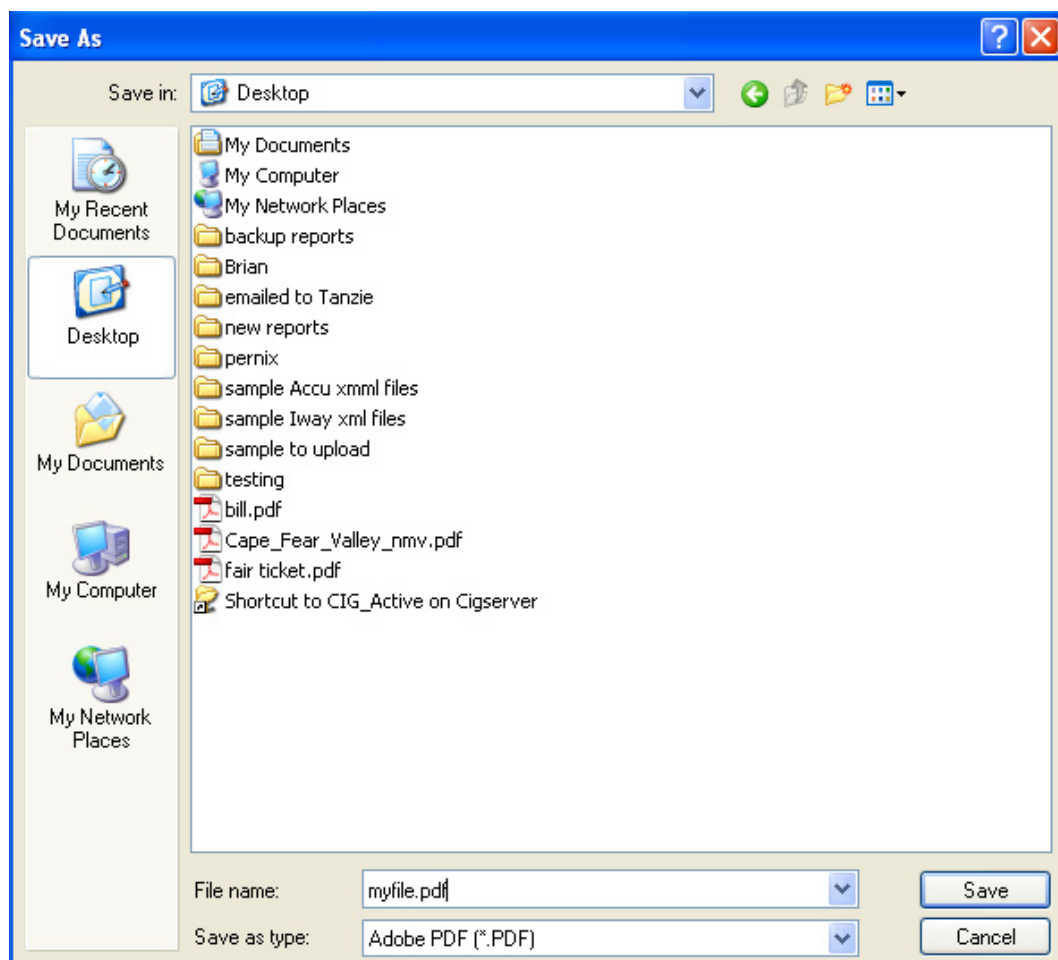 Save As
Save in:
Desktop
My Recent
Documents
Desktop
My Documents
My Computer
My Network
Places
My Documents
My Computer
My Network Places
backup reports
Brian
emailed to Tanzie
new reports
pernix
sample Accu xmml files
sample Iway xml files
sample to upload
testing
bill.pdf
Cape_Fear_Valley_nmv.pdf
fair ticket.pdf
Shortcut to CIG_Active on Cigserver
File name:
myfile.pdf
Save
Save as type:
Adobe PDF (*.PDF)
Cancel